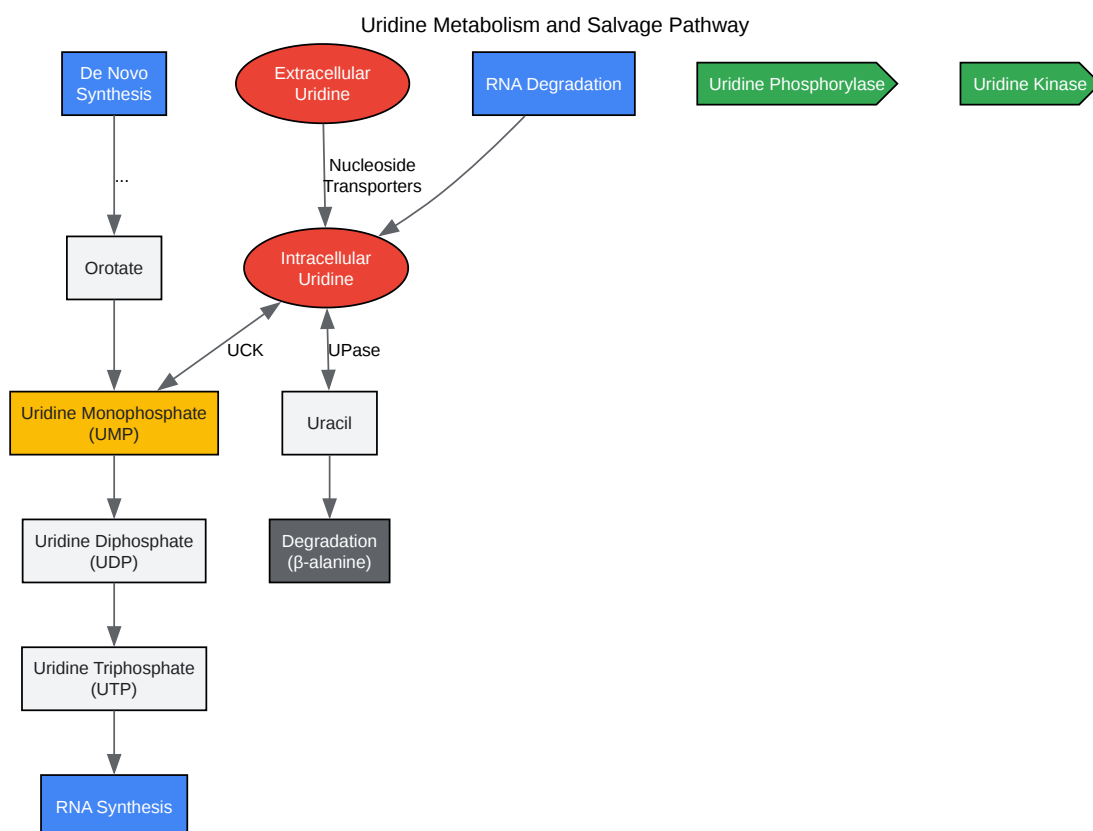 Uridine Metabolism and Salvage Pathway
De Novo
Synthesis
Extracellular
Uridine
RNA Degradation
Uridine Phosphorylase
Uridine Kinase
...
Nucleoside
Transporters
Orotate
Intracellular
Uridine
UCK
UPase
Uridine Monophosphate
(UMP)
Uracil
Uridine Diphosphate
(UDP)
Degradation
(β-alanine)
Uridine Triphosphate
(UTP)
RNA Synthesis